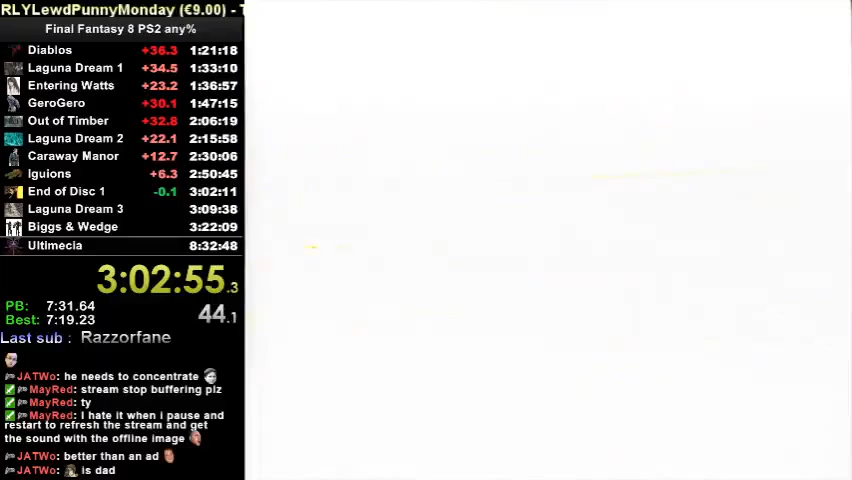 RLYLewdPunnyMonday (€9.00) - T
Final Fantasy 8 PS2 any%
Diablos +36.3 1:21:18
Laguna Dream 1 +34.5 1:33:10
Entering Watts +23.2 1:36:57
GeroGero +30.1 1:47:15
Out of Timber +32.8 2:06:19
Laguna Dream 2 +22.1 2:15:58
Caraway Manor +12.7 2:30:06
Iguions +6.3 2:50:45
End of Disc 1 -0.1 3:02:11
Laguna Dream 3 3:09:38
Biggs & Wedge 3:22:09
Ultimecia 8:32:48
3:02:55.3
PB: 7:31.64
Best: 7:19.23
44.1
Last sub : Razzorfane
JATWo: he needs to concentrate
MayRed: stream stop buffering plz
MayRed: ty
MayRed: I hate it when i pause and
restart to refresh the stream and get
the sound with the offline image
JATWo: better than an ad
JATWo: is dad